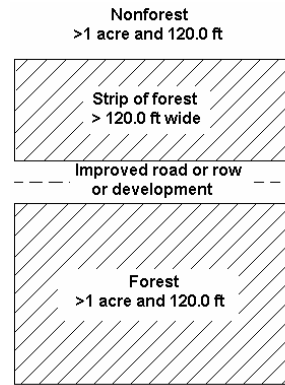 Nonforest
>1 acre and 120.0 ft
Strip of forest
> 120.0 ft wide
Improved road or row
or development
Forest
>1 acre and 120.0 ft